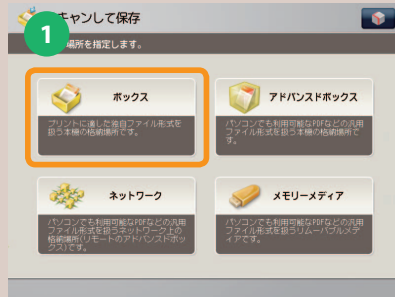 キャンして保存
1
場所を指定します。
ボックス
プリントに適した独自ファイル形式を
扱う本機の格納場所です。
アドバンスドボックス
パソコンでも利用可能なPDFなどの汎用
ファイル形式を扱う本機の格納場所で
す。
ネットワーク
パソコンでも利用可能なPDFなどの汎用
ファイル形式を扱うネットワーク上の
格納場所(リモートのアドバンスドボッ
クス)です。
メモリーメディア
パソコンでも利用可能なPDFなどの汎用
ファイル形式を扱うリムーバブルメデ
ィアです。